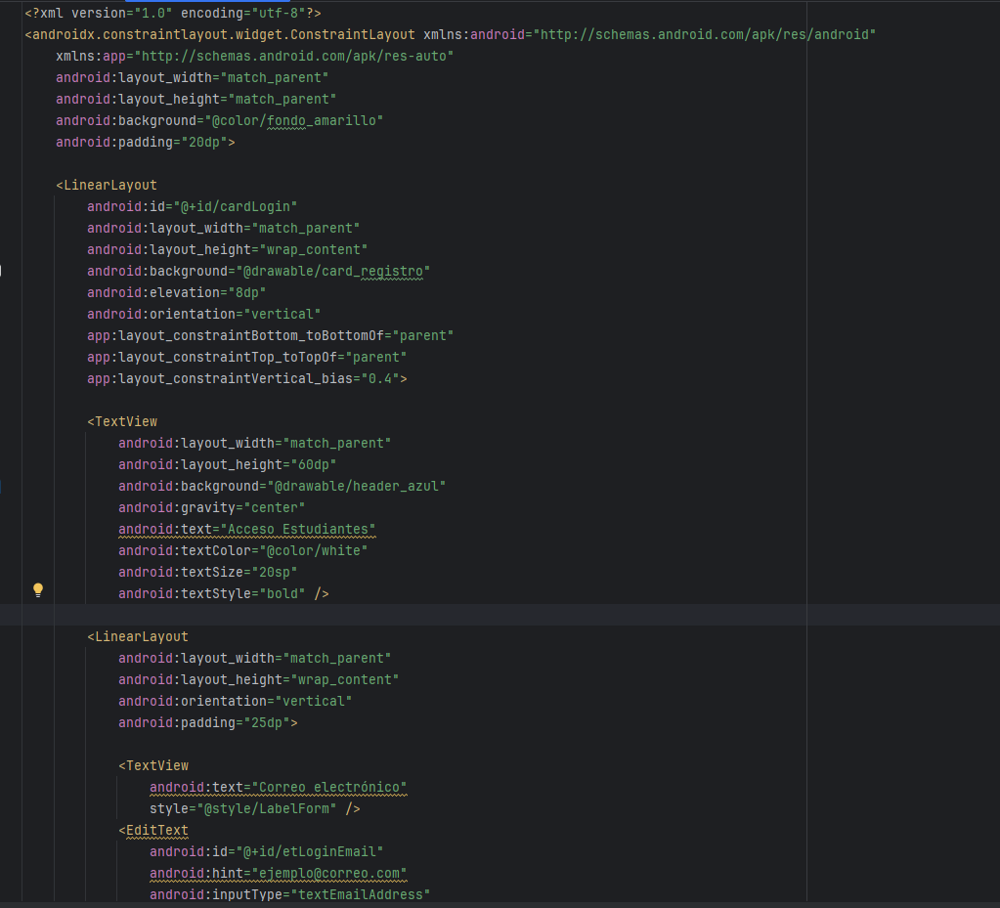 <?xml version="1.0" encoding="utf-8"?>
<androidx.constraintlayout.widget.ConstraintLayout xmlns:android="http://schemas.android.com/apk/res/android"
    xmlns:app="http://schemas.android.com/apk/res-auto"
    android:layout_width="match_parent"
    android:layout_height="match_parent"
    android:background="@color/fondo_amarillo"
    android:padding="20dp">

    <LinearLayout
        android:id="@+id/cardLogin"
        android:layout_width="match_parent"
        android:layout_height="wrap_content"
        android:background="@drawable/card_registro"
        android:elevation="8dp"
        android:orientation="vertical"
        app:layout_constraintBottom_toBottomOf="parent"
        app:layout_constraintTop_toTopOf="parent"
        app:layout_constraintVertical_bias="0.4">

        <TextView
            android:layout_width="match_parent"
            android:layout_height="60dp"
            android:background="@drawable/header_azul"
            android:gravity="center"
            android:text="Acceso Estudiantes"
            android:textColor="@color/white"
            android:textSize="20sp"
            android:textStyle="bold" />

        <LinearLayout
            android:layout_width="match_parent"
            android:layout_height="wrap_content"
            android:orientation="vertical"
            android:padding="25dp">

            <TextView
                android:text="Correo electrónico"
                style="@style/LabelForm" />
            <EditText
                android:id="@+id/etLoginEmail"
                android:hint="ejemplo@correo.com"
                android:inputType="textEmailAddress"